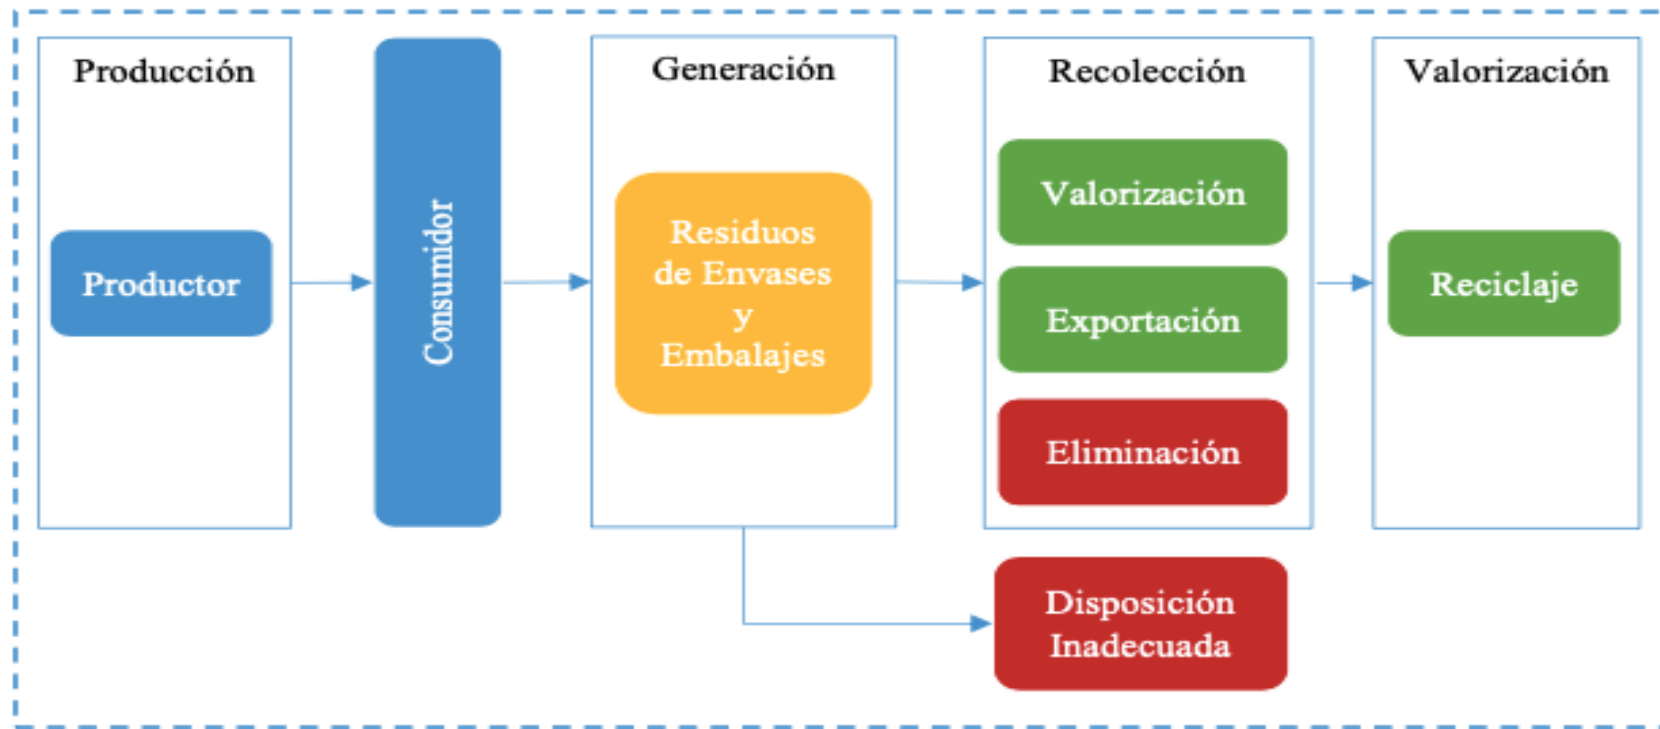 Producción
Productor
Consumidor
Generación
Residuos
de Envases
y
Embalajes
Recolección
Valorización
Exportación
Eliminación
Disposición
Inadecuada
Valorización
Reciclaje